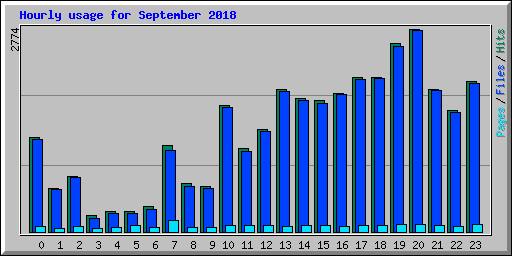 Hourly usage for September 2018
2774
Pages/Files/Hits
0 1 2 3 4 5 6 7 8 9 10 11 12 13 14 15 16 17 18 19 20 21 22 23